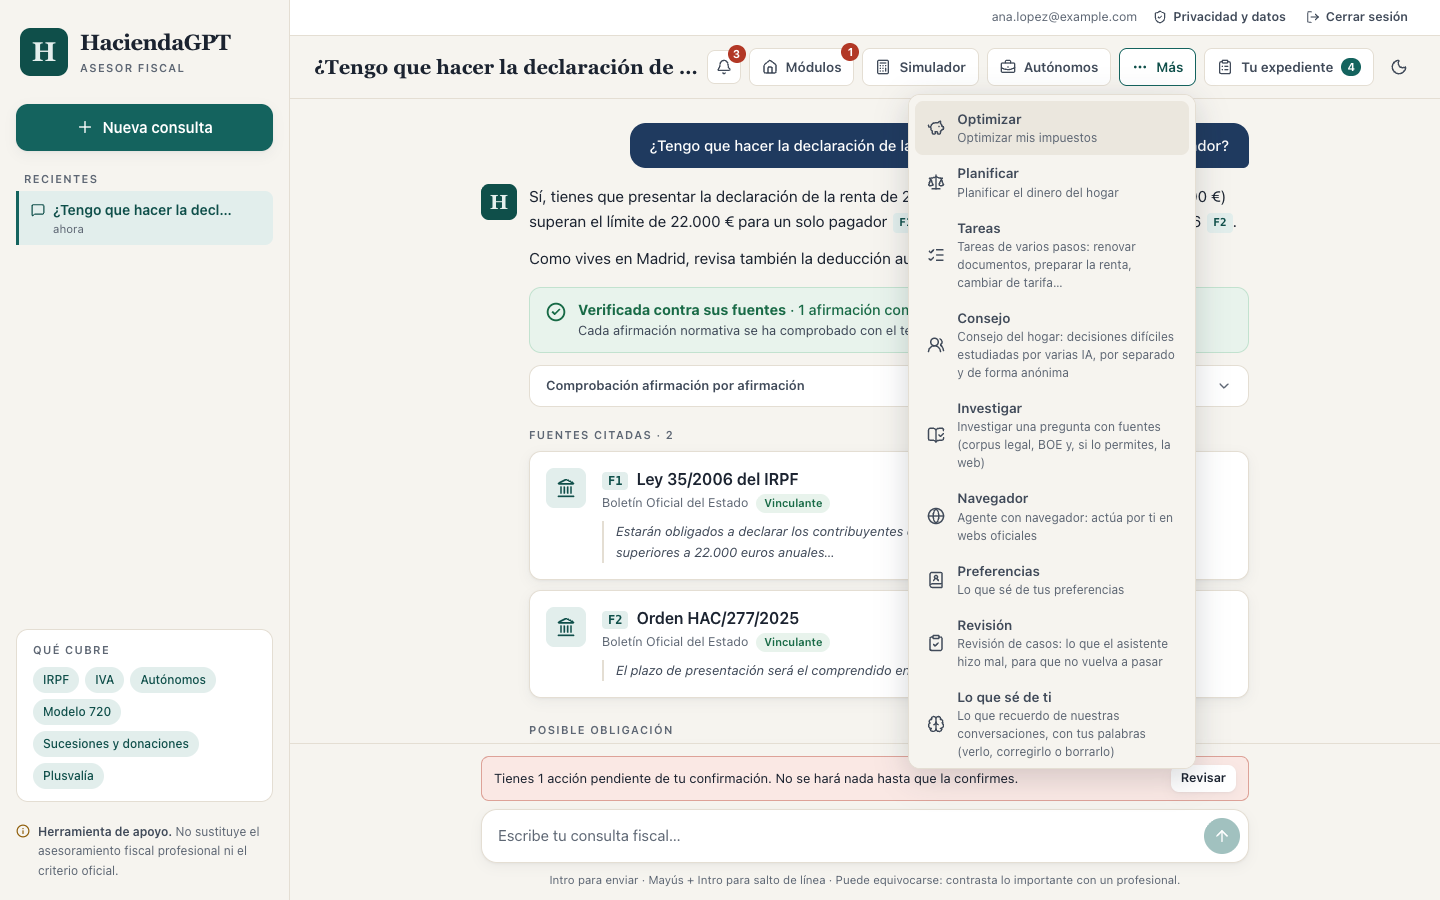 HaciendaGPT
ASESOR FISCAL
Nueva consulta
RECIENTES
¿Tengo que hacer la decl...
ahora
QUÉ CUBRE
IRPF
IVA
Autónomos
Modelo 720
Sucesiones y donaciones
Plusvalía
Herramienta de apoyo. No sustituye el
asesoramiento fiscal profesional ni el
criterio oficial.
ana.lopez@example.com
Privacidad y datos
Cerrar sesión
¿Tengo que hacer la declaración de ...
3
Módulos
1
Simulador
Autónomos
Más
Tu expediente
4
¿Tengo que hacer la declaración de la
dor?
H
H
Sí, tienes que presentar la declaración de la renta de 2
0 €)
superan el límite de 22.000 € para un solo pagador
6 F2 .
Como vives en Madrid, revisa también la deducción au
Verificada contra sus fuentes · 1 afirmación con
Cada afirmación normativa se ha comprobado con el te
Comprobación afirmación por afirmación
FUENTES CITADAS · 2
F1 Ley 35/2006 del IRPF
Boletín Oficial del Estado Vinculante
Estarán obligados a declarar los contribuyentes
superiores a 22.000 euros anuales...
F2 Orden HAC/277/2025
Boletín Oficial del Estado Vinculante
El plazo de presentación será el comprendido en
POSIBLE OBLIGACIÓN
Optimizar
Optimizar mis impuestos
Planificar
Planificar el dinero del hogar
Tareas
Tareas de varios pasos: renovar
documentos, preparar la renta,
cambiar de tarifa...
Consejo
Consejo del hogar: decisiones difíciles
estudiadas por varias IA, por separado
y de forma anónima
Investigar
Investigar una pregunta con fuentes
(corpus legal, BOE y, si lo permites, la
web)
Navegador
Agente con navegador: actúa por ti en
webs oficiales
Preferencias
Lo que sé de tus preferencias
Revisión
Revisión de casos: lo que el asistente
hizo mal, para que no vuelva a pasar
Lo que sé de ti
Lo que recuerdo de nuestras
conversaciones, con tus palabras
(verlo, corregirlo o borrarlo)
Tienes 1 acción pendiente de tu confirmación. No se hará nada hasta que la confirmes.
Revisar
Escribe tu consulta fiscal...
Intro para enviar · Mayús + Intro para salto de línea · Puede equivocarse: contrasta lo importante con un profesional.